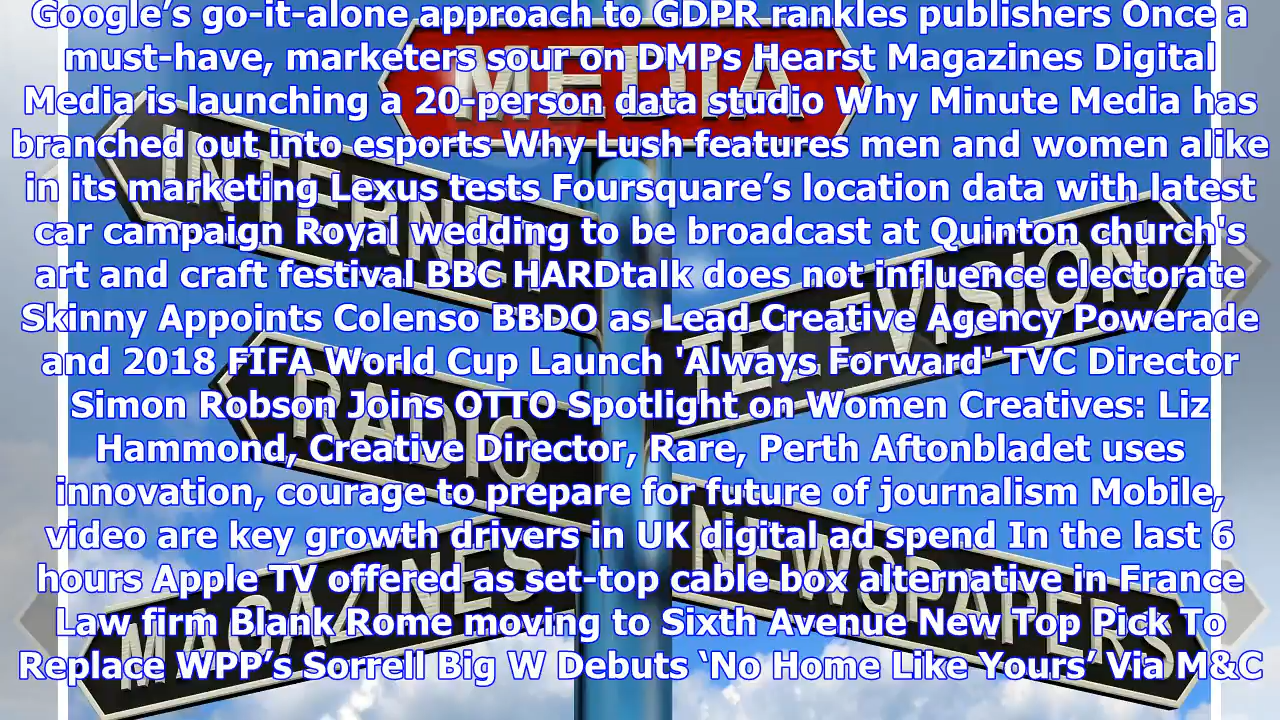 Google’s go-it-alone approach to GDPR rankles publishers Once a
must-have, marketers sour on DMPs Hearst Magazines Digital
Media is launching a 20-person data studio Why Minute Media has
branched out into esports Why Lush features men and women alike
in its marketing Lexus tests Foursquare’s location data with latest
car campaign Royal wedding to be broadcast at Quinton church's
art and craft festival BBC HARDtalk does not influence electorate
Skinny Appoints Colenso BBDO as Lead Creative Agency Powerade
and 2018 FIFA World Cup Launch 'Always Forward' TVC Director
Simon Robson Joins OTTO Spotlight on Women Creatives: Liz
Hammond, Creative Director, Rare, Perth Aftonbladet uses
innovation, courage to prepare for future of journalism Mobile,
video are key growth drivers in UK digital ad spend In the last 6
hours Apple TV offered as set-top cable box alternative in France
Law firm Blank Rome moving to Sixth Avenue New Top Pick To
Replace WPP’s Sorrell Big W Debuts ‘No Home Like Yours’ Via M&C
MEDIA
INTERNET
TELEVISION
RADIO
MAGAZINES
NEWSPAPERS